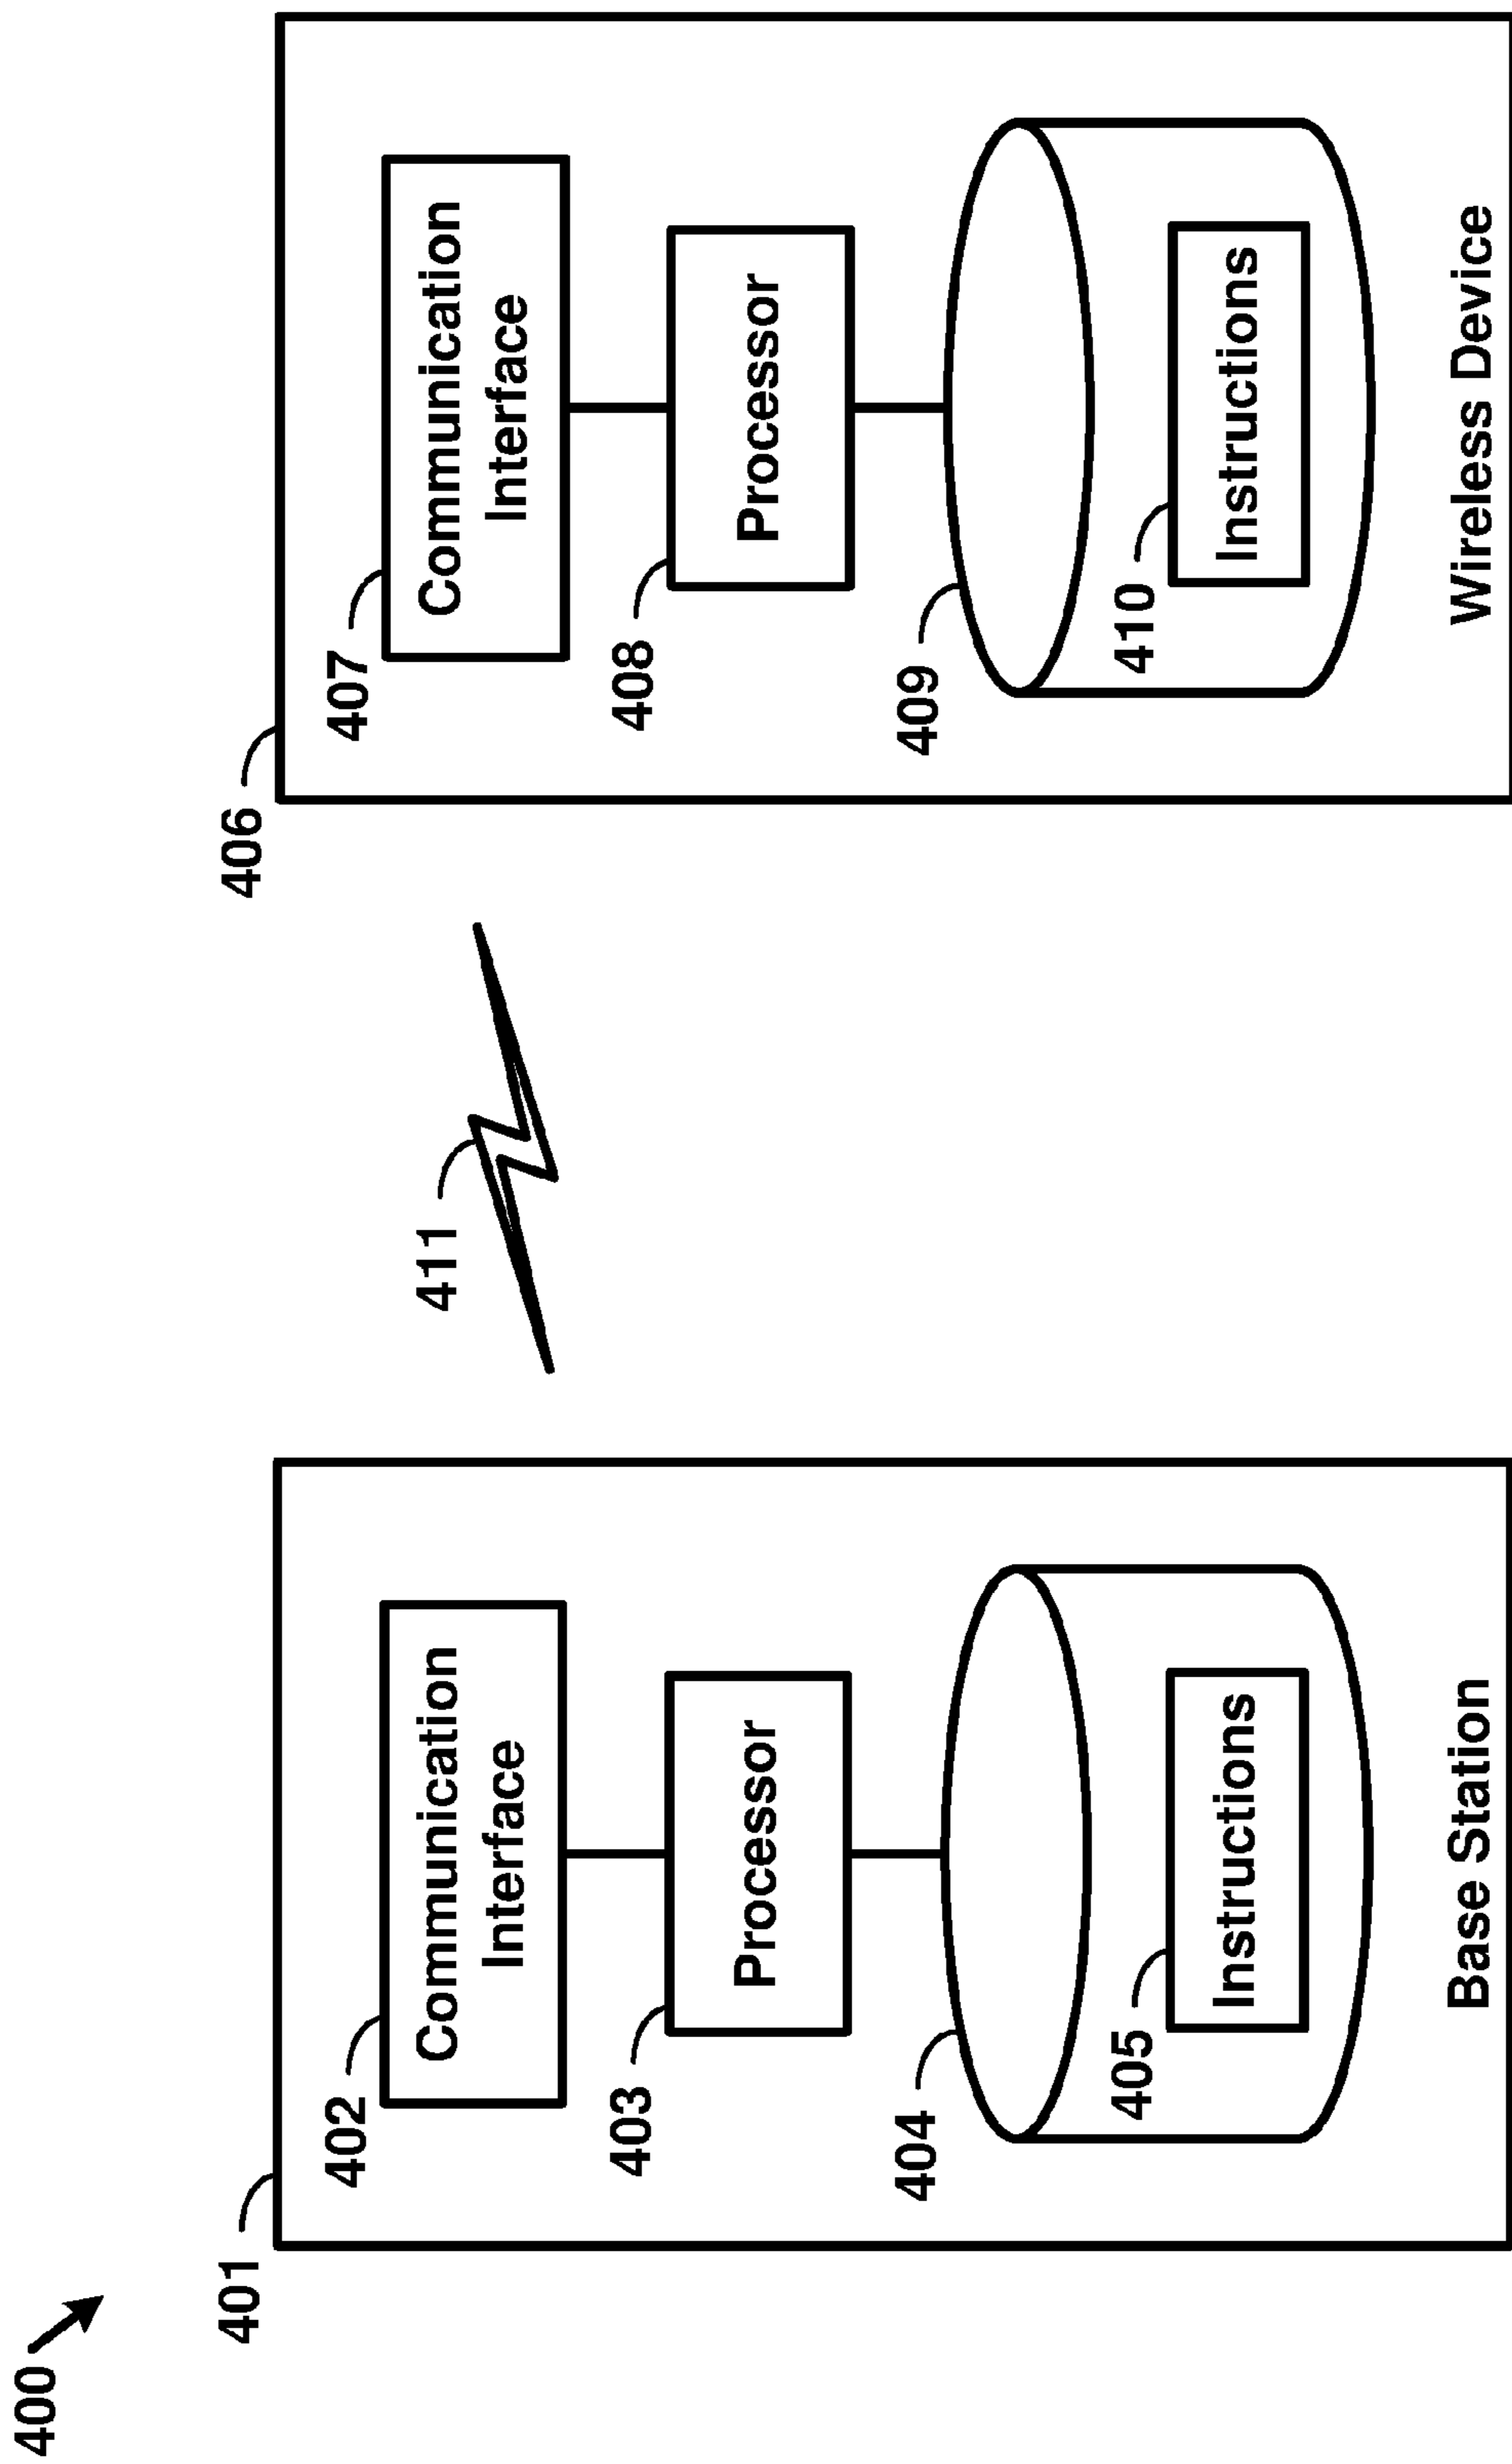 400
401
402
Communication
Interface
403
Processor
404
405
Instructions
Base Station
411
406
407
Communication
Interface
408
Processor
409
410
Instructions
Wireless Device